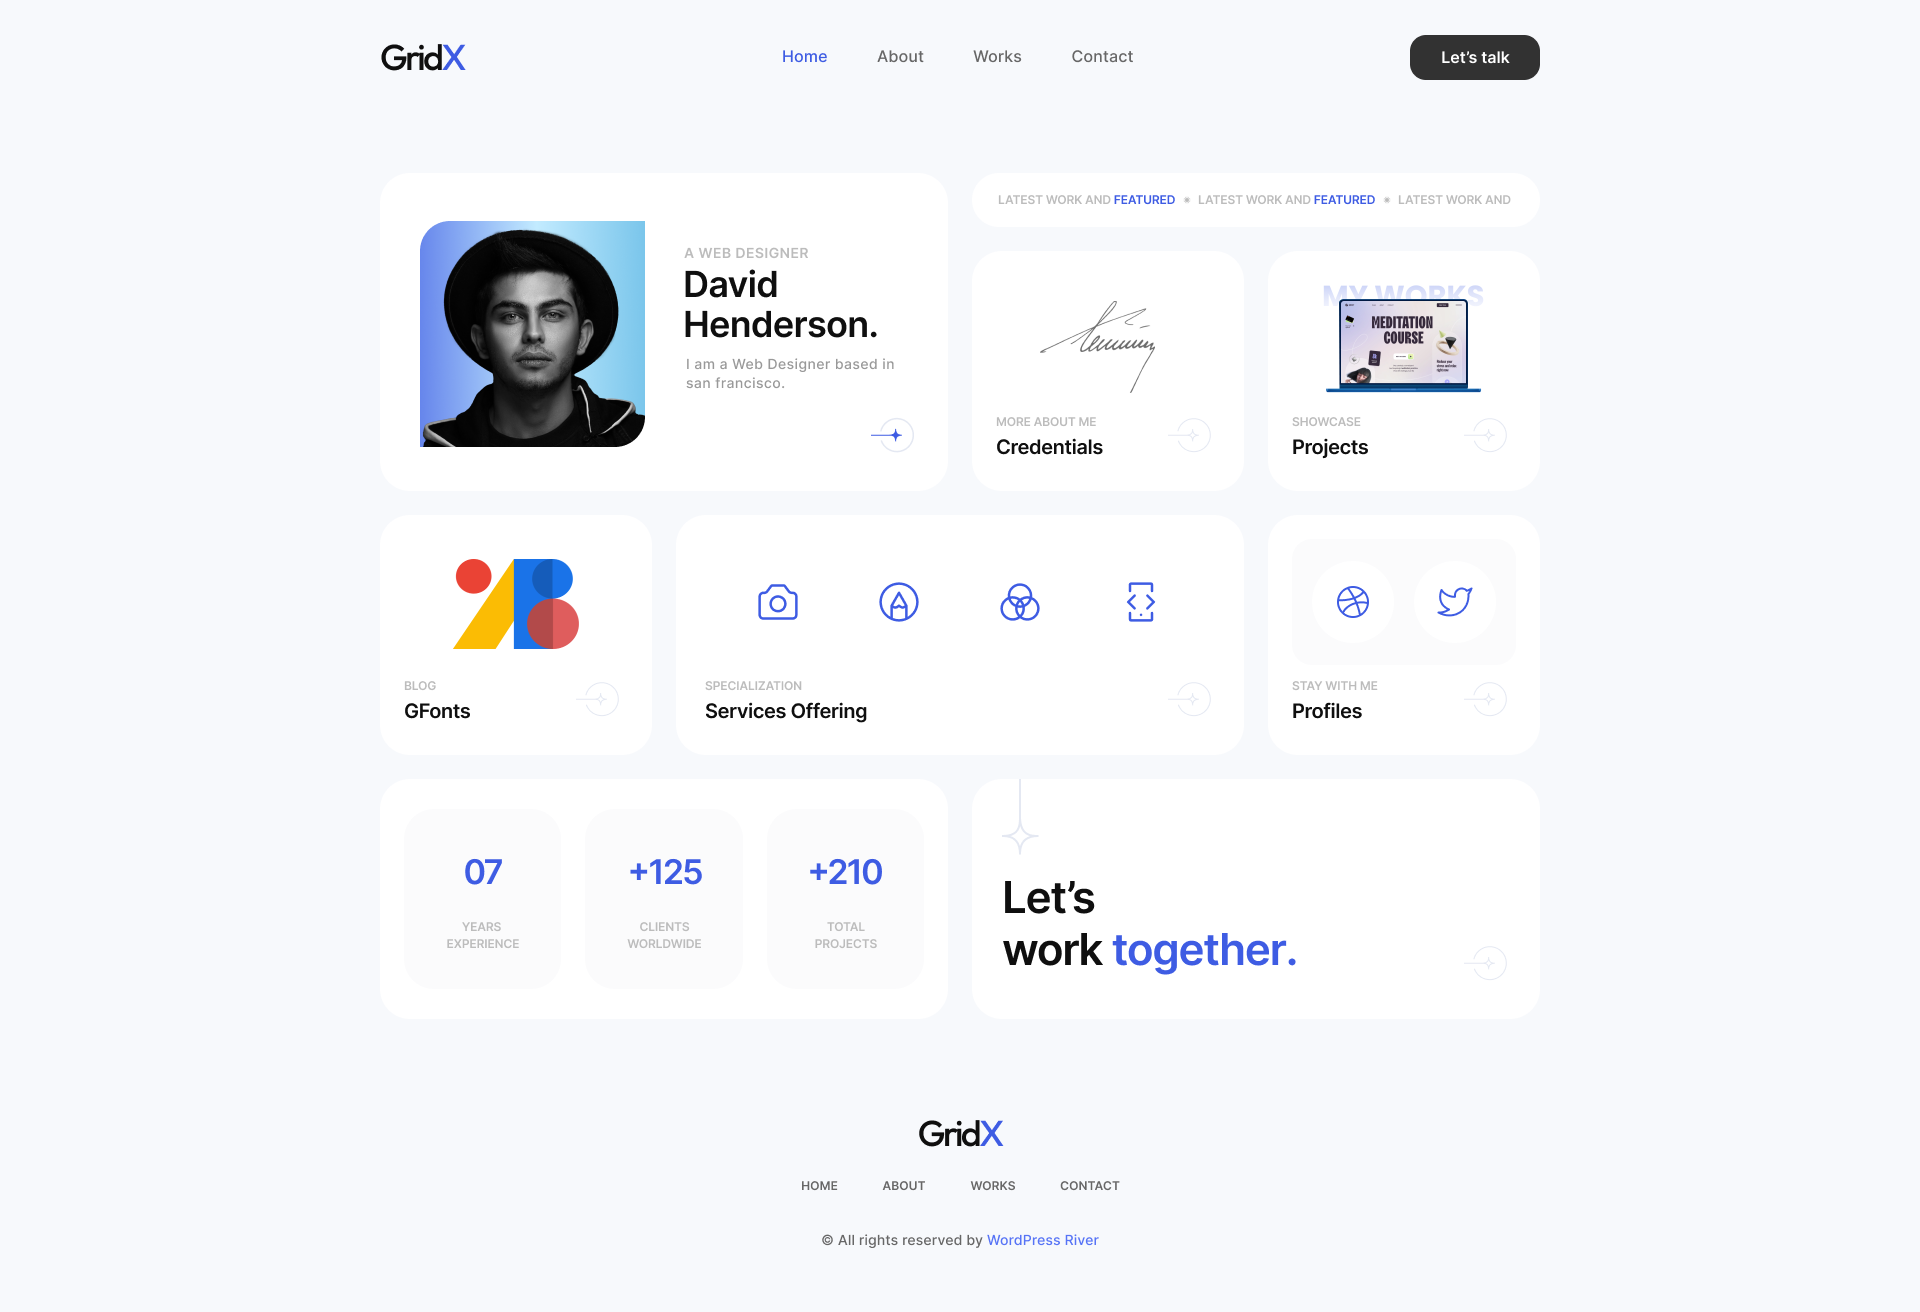 GridX
Home
About
Works
Contact
Let's talk
A WEB DESIGNER
David
Henderson.
I am a Web Designer based in
san francisco.
LATEST WORK AND FEATURED
LATEST WORK AND FEATURED
LATEST WORK AND
MORE ABOUT ME
Credentials
MY WORKS
MEDITATION
COURSE
SHOWCASE
Projects
BLOG
GFonts
SPECIALIZATION
Services Offering
STAY WITH ME
Profiles
07
YEARS
EXPERIENCE
+125
CLIENTS
WORLDWIDE
+210
TOTAL
PROJECTS
Let’s
work together.
GridX
HOME
ABOUT
WORKS
CONTACT
© All rights reserved by WordPress River